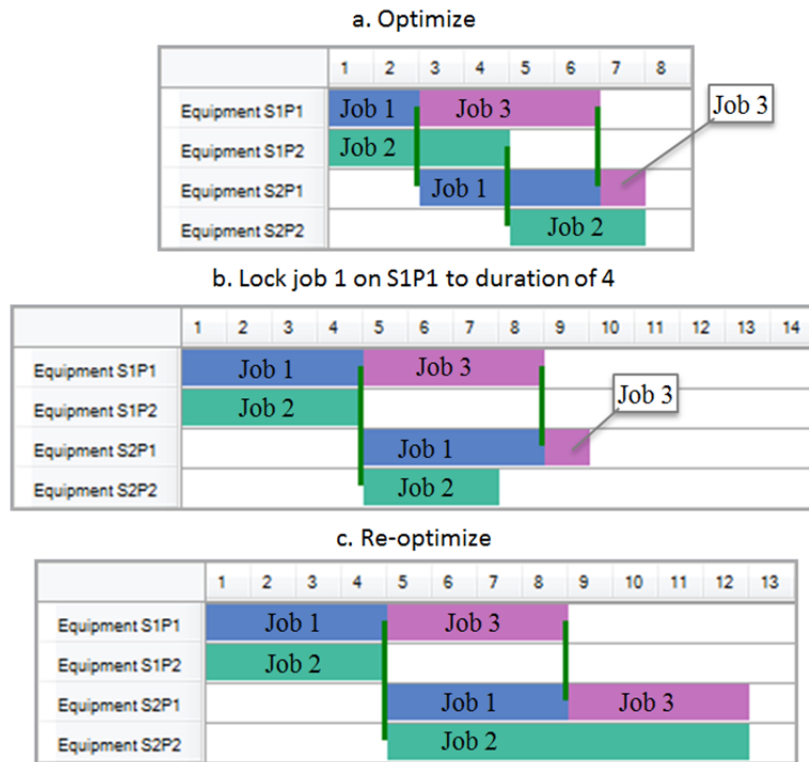 a. Optimize
1 2 3 4 5 6 7 8
Equipment S1P1 Job 1 Job 3
Job 3
Equipment S1P2 Job 2
Equipment S2P1 Job 1
Equipment S2P2 Job 2
b. Lock job 1 on S1P1 to duration of 4
1 2 3 4 5 6 7 8 9 10 11 12 13 14
Equipment S1P1 Job 1 Job 3
Equipment S1P2 Job 2 Job 3
Equipment S2P1 Job 1
Equipment S2P2 Job 2
c. Re-optimize
1 2 3 4 5 6 7 8 9 10 11 12 13
Equipment S1P1 Job 1 Job 3
Equipment S1P2 Job 2
Equipment S2P1 Job 1 Job 3
Equipment S2P2 Job 2